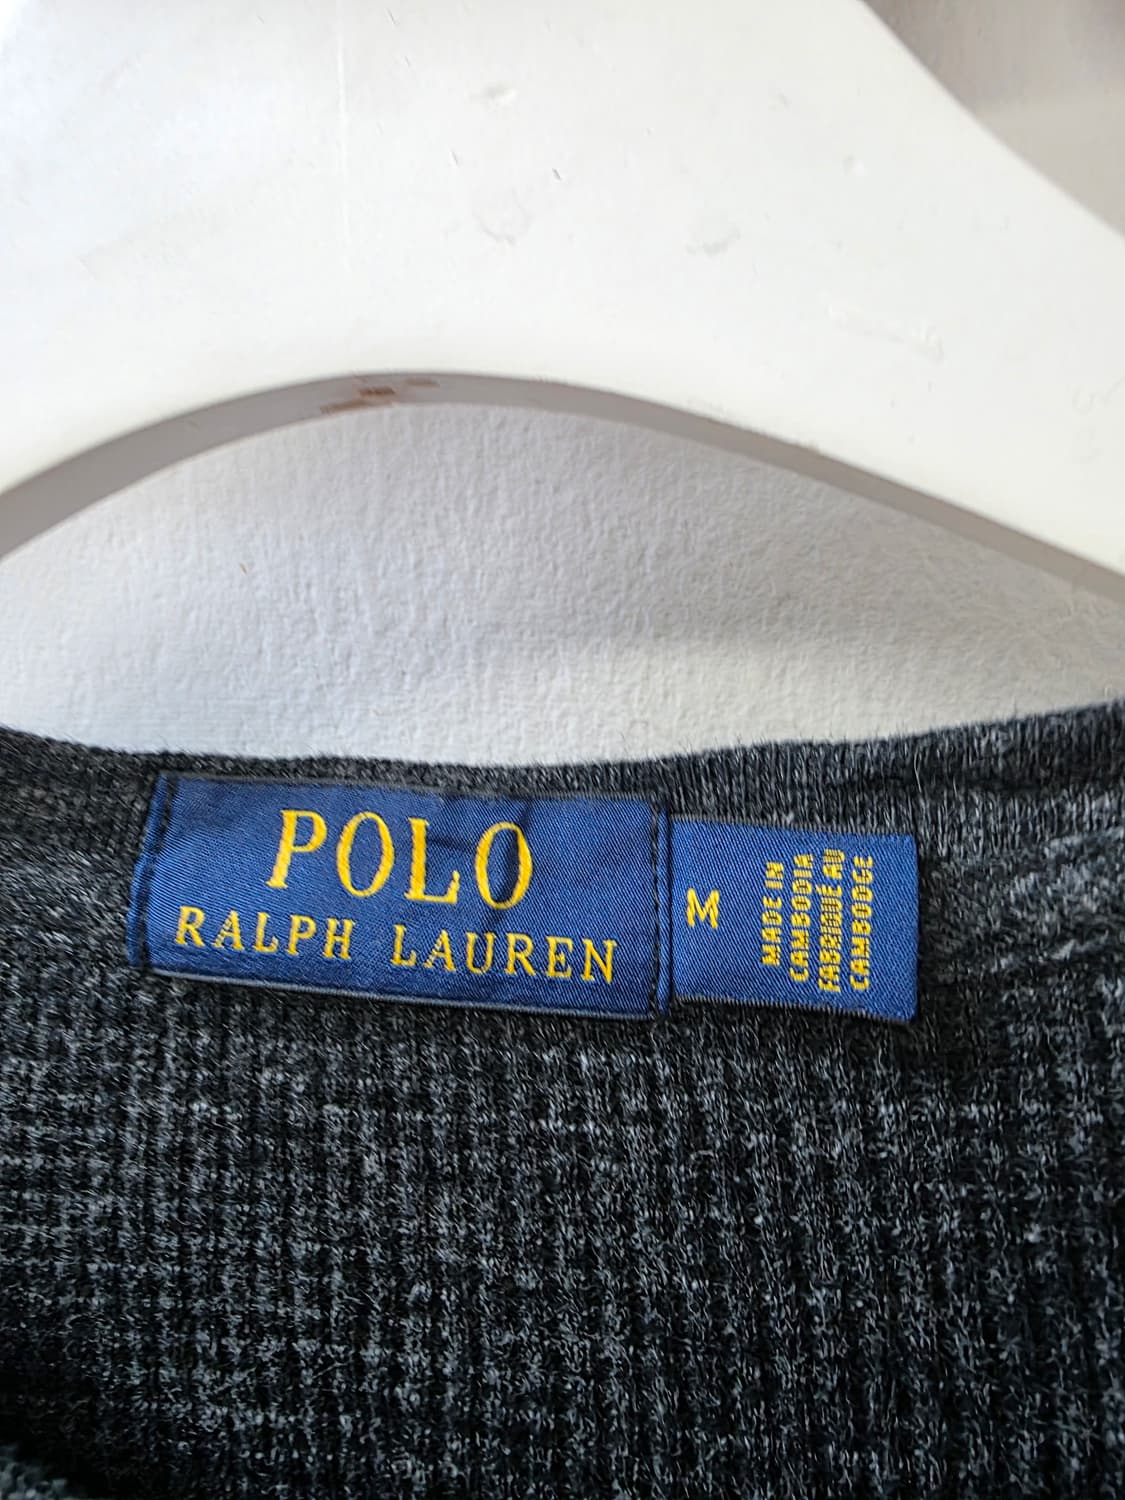 POLO
RALPH LAUREN
M
MADE IN
CAMBODIA
FABRIQUÉ AU
CAMBODGE